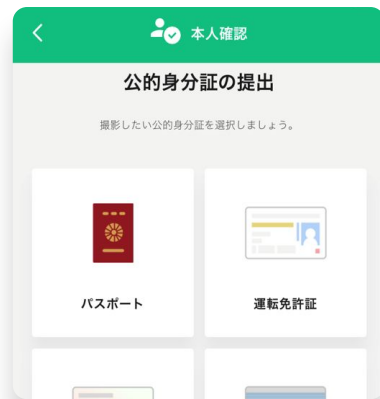 本人確認
公的身分証の提出
撮影したい公的身分証を選択しましょう。
パスポート
運転免許証